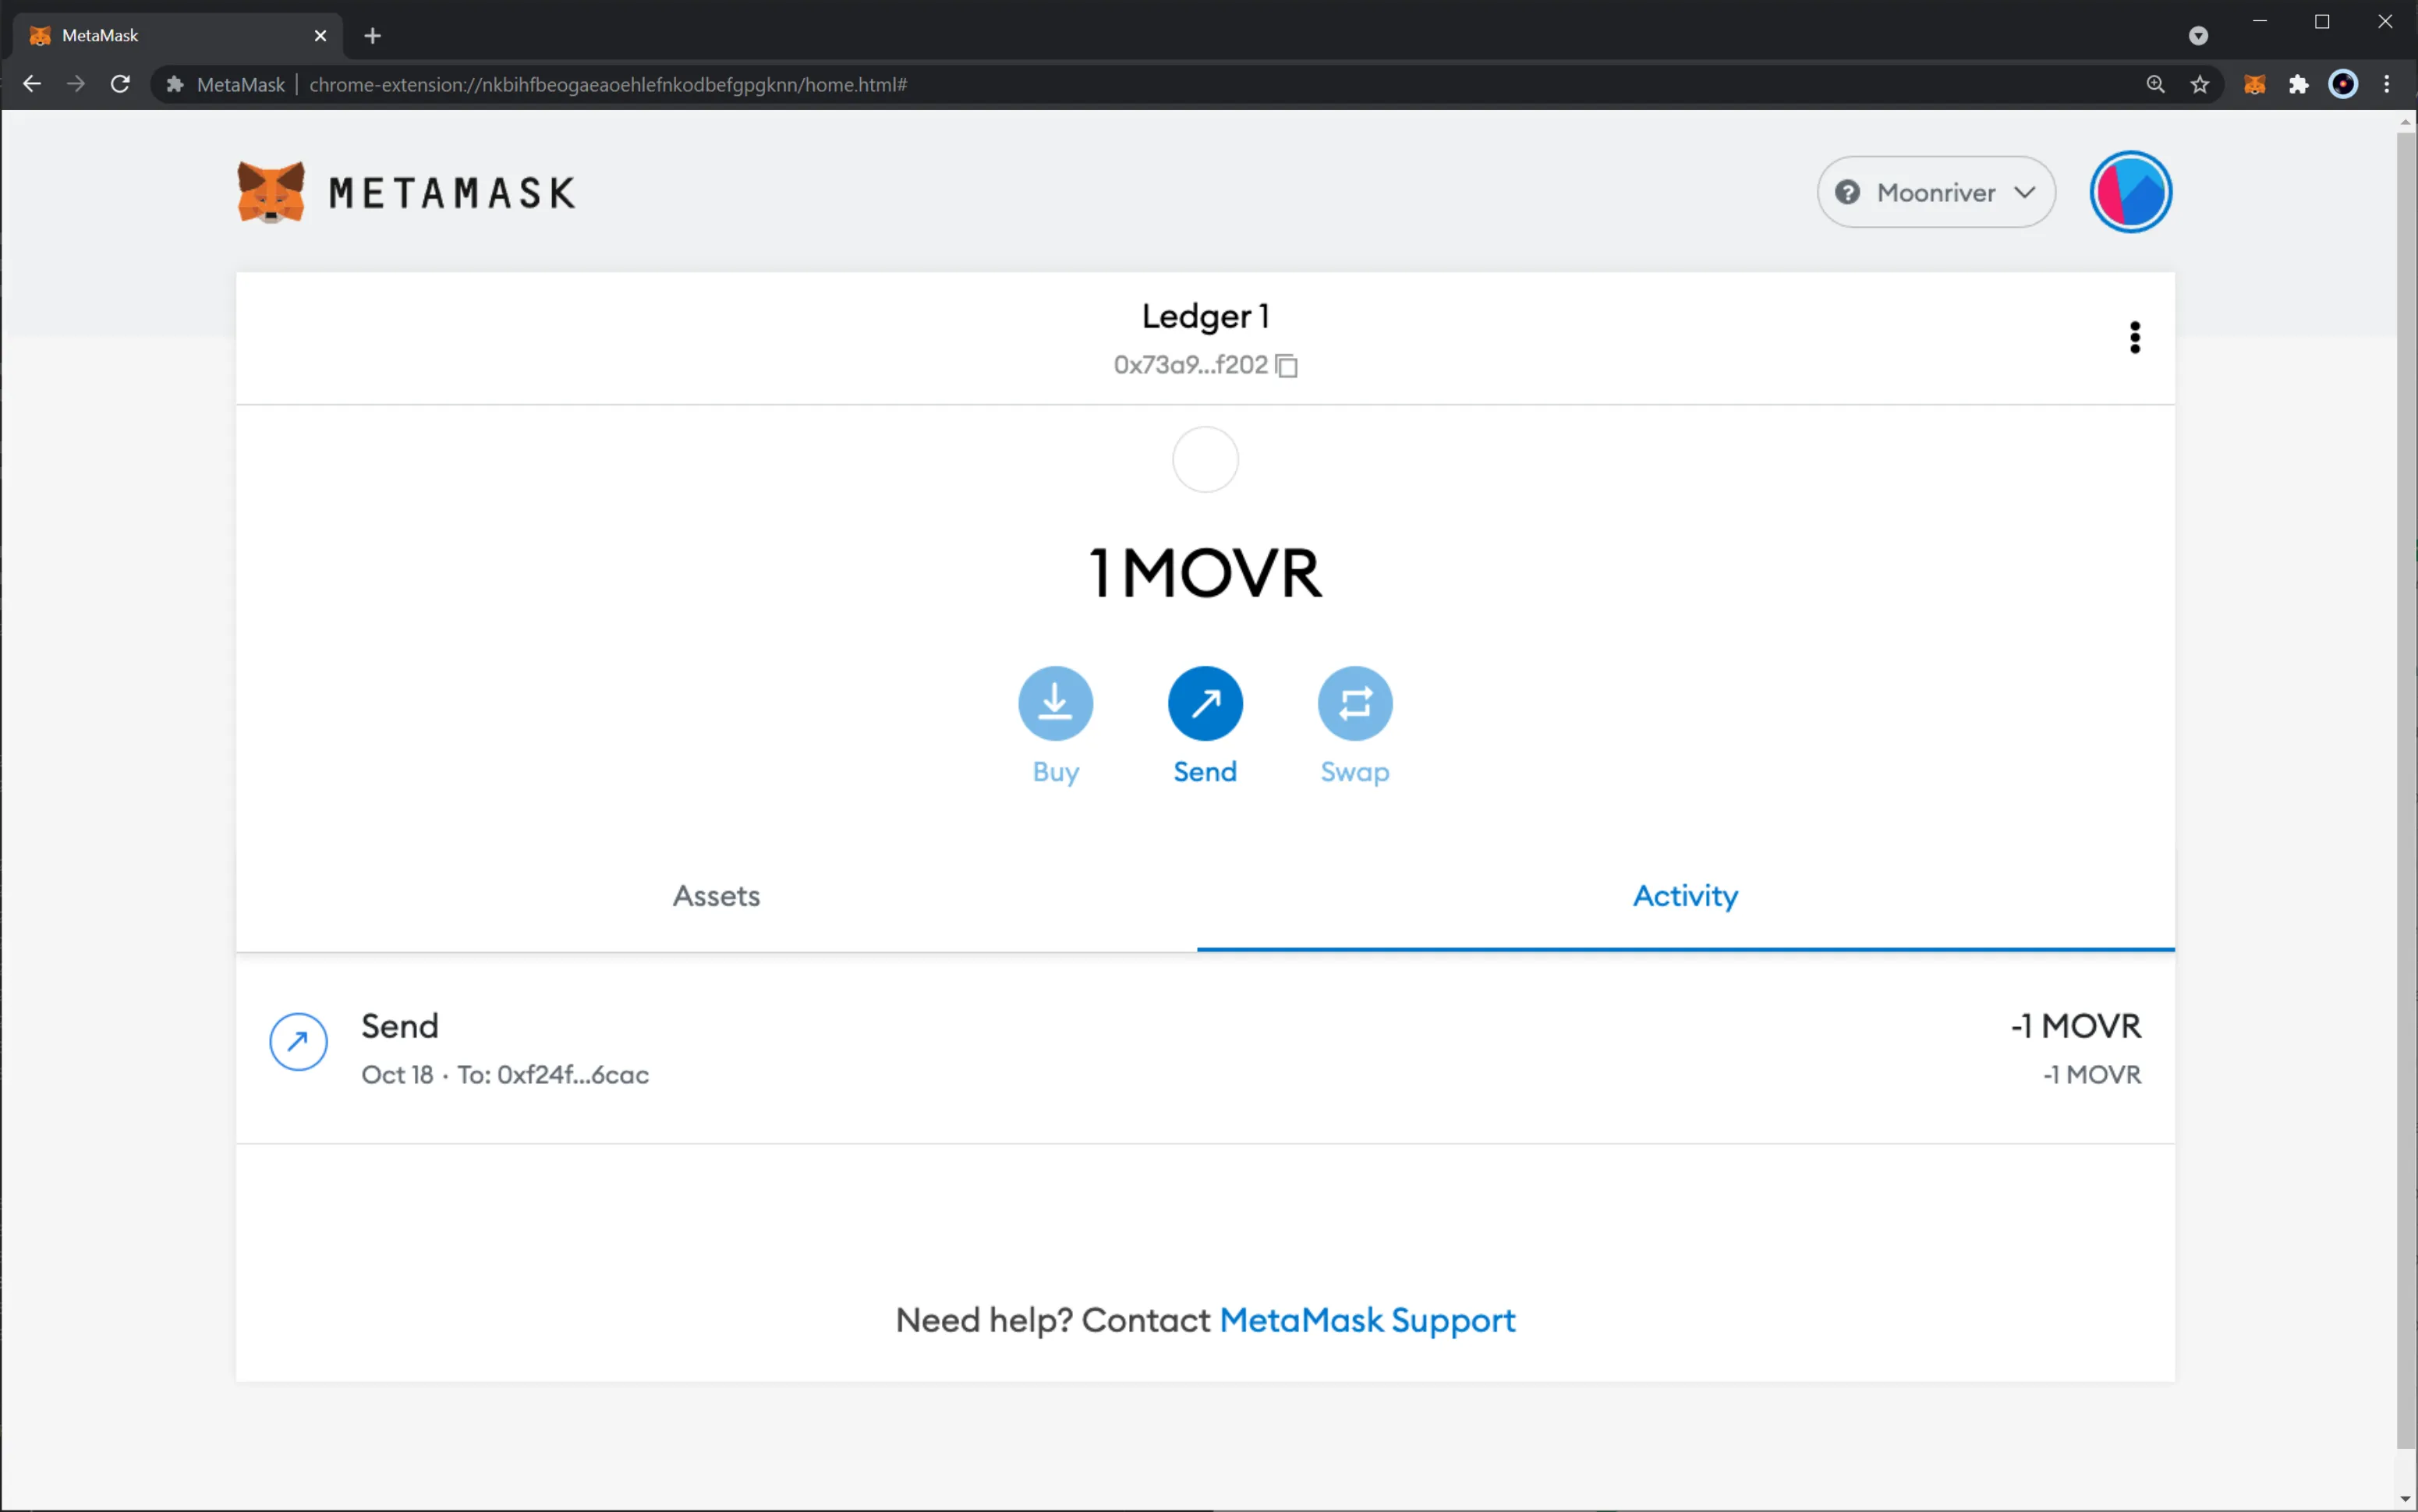 MetaMask
MetaMask | chrome-extension://nkbihfbeogaeaoehlefnkodbefgpgknn/home.html#
METAMASK
? Moonriver
Ledger 1
0x73a9...f202
1 MOVR
Buy
Send
Swap
Assets
Activity
Send
-1 MOVR
Oct 18 · To: 0xf24f...6cac
-1 MOVR
Need help? Contact MetaMask Support